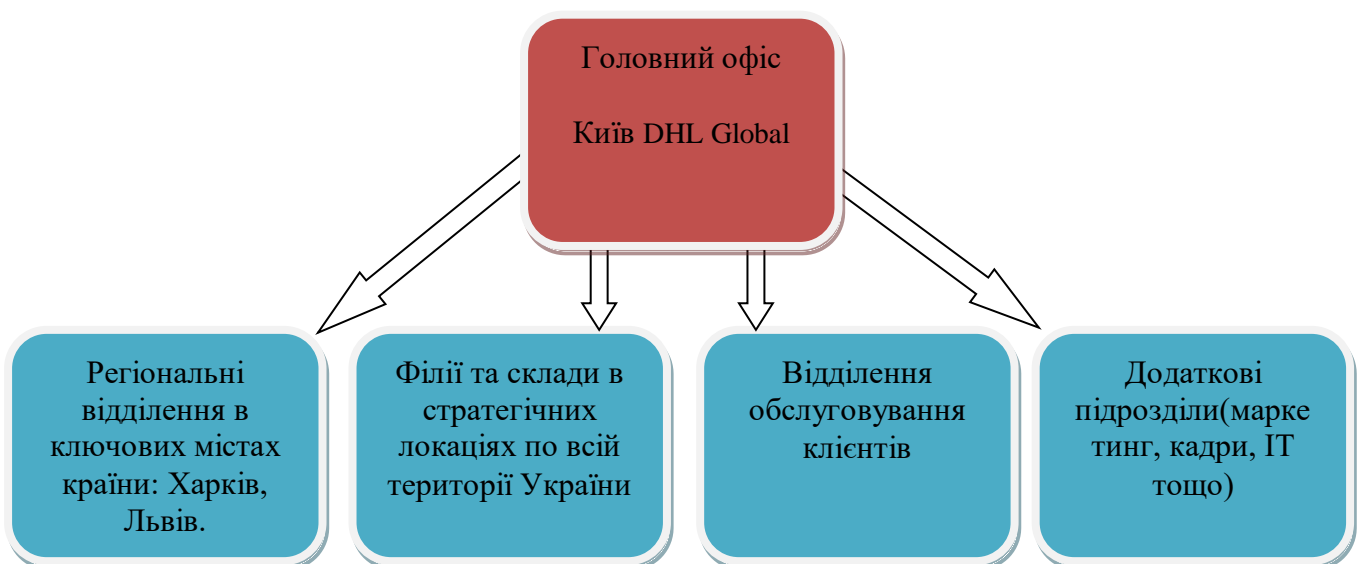 Головний офіс
Київ DHL Global
Регіональні
відділення в
ключових містах
країни: Харків,
Львів.
Філії та склади в
стратегічних
локаціях по всій
території України
Відділення
обслуговування
клієнтів
Додаткові
підрозділи(марке
тинг, кадри, ІТ
тощо)